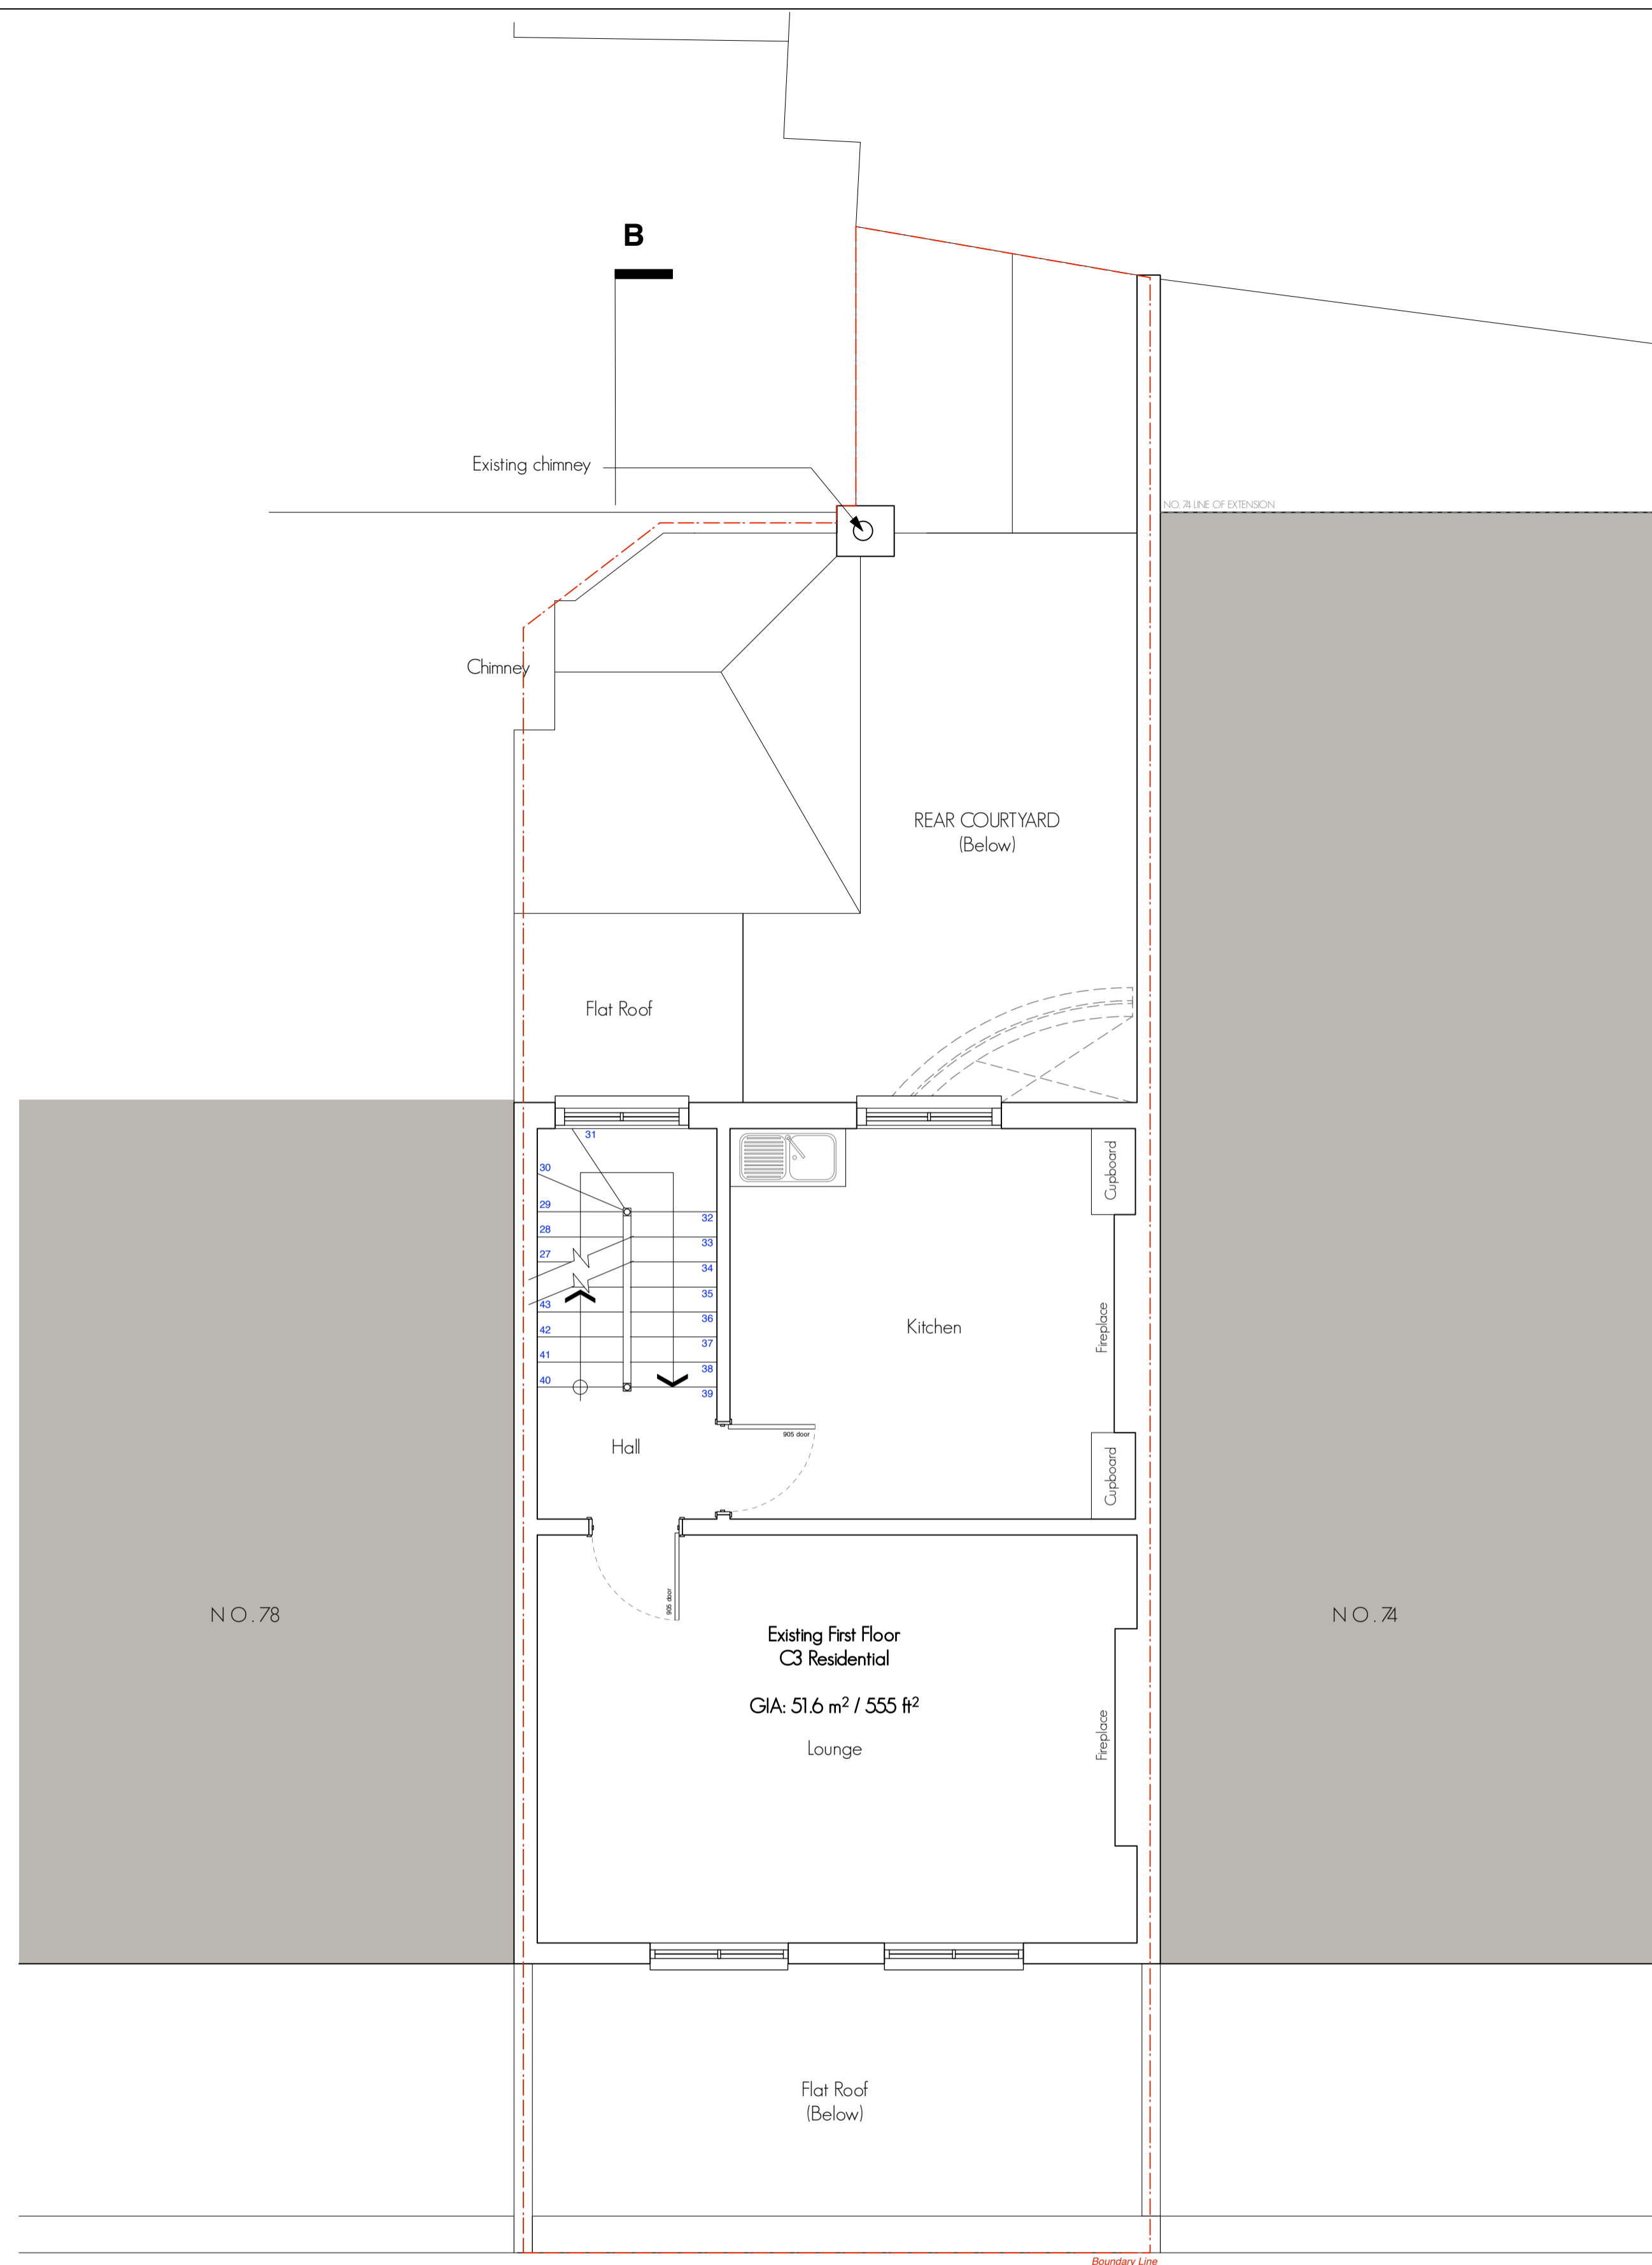 B
Existing chimney
NO. 74 LINE OF EXTENSION
Chimney
REAR COURTYARD
(Below)
Flat Roof
31
30
29
28
27
43
42
41
40
32
33
34
35
36
37
38
39
Cupboard
Kitchen
Fireplace
905 door
Hall
Cupboard
905 door
NO.78
NO.74
Existing First Floor
C3 Residential
GIA: 51.6 m² / 555 ft²
Lounge
Fireplace
Flat Roof
(Below)
Boundary Line